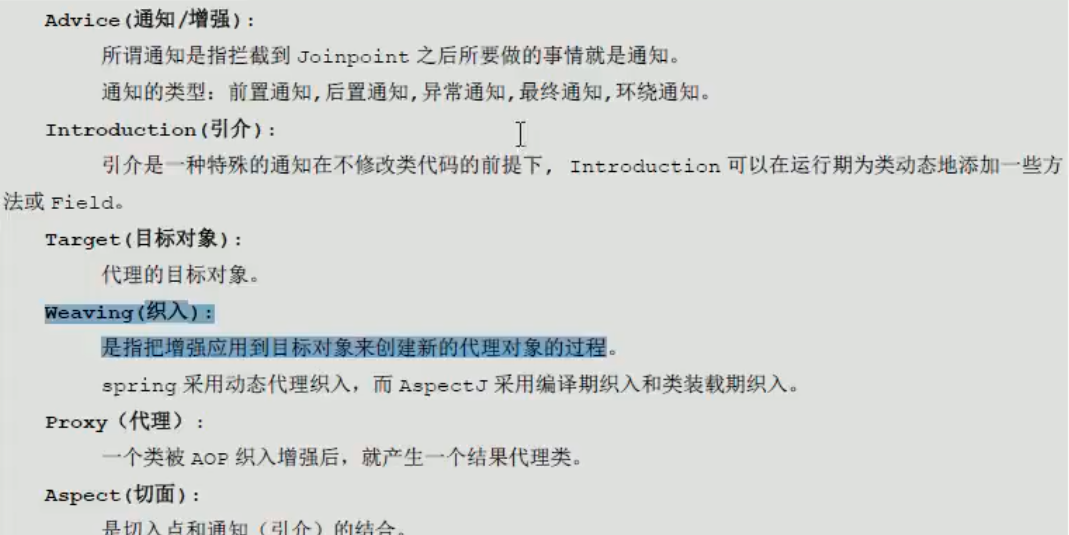 Advice(通知/增强):
所谓通知是指拦截到 Joinpoint 之后所要做的事情就是通知。
通知的类型：前置通知,后置通知,异常通知,最终通知,环绕通知。
Introduction(引介):
引介是一种特殊的通知在不修改类代码的前提下, Introduction 可以在运行期为类动态地添加一些方
法或 Field。
Target(目标对象):
代理的目标对象。
Weaving(织入):
是指把增强应用到目标对象来创建新的代理对象的过程。
spring 采用动态代理织入，而 AspectJ 采用编译期织入和类装载期织入。
Proxy（代理）:
一个类被 AOP 织入增强后，就产生一个结果代理类。
Aspect(切面):
是切入点和通知（引介）的结合。